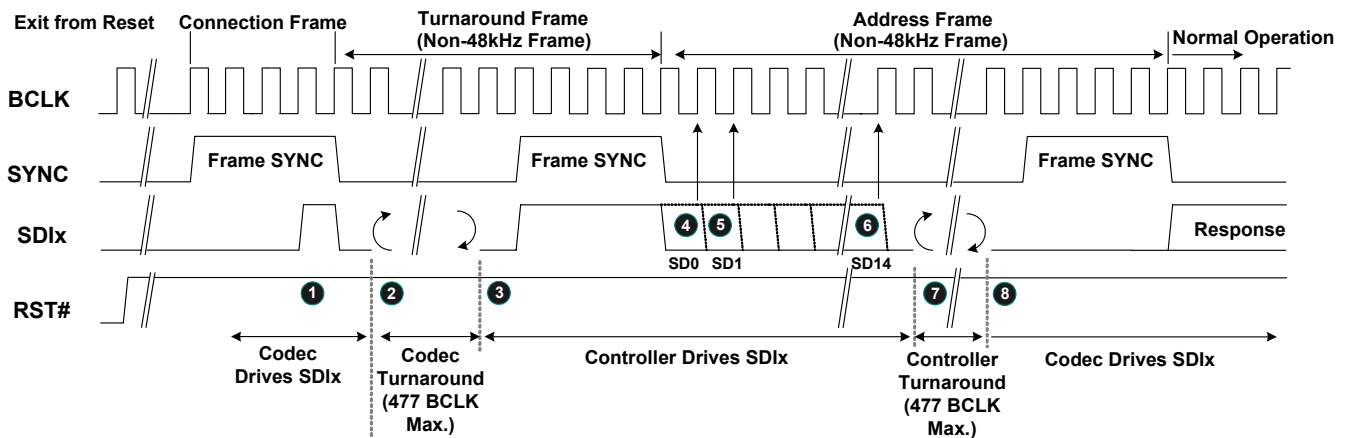 Exit from Reset
Connection Frame
Turnaround Frame
(Non-48kHz Frame)
Address Frame
(Non-48kHz Frame)
Normal Operation
BCLK
SYNC
Frame SYNC
Frame SYNC
Frame SYNC
SDIx
4
5
6
Response
SD0
SD1
SD14
RST#
1
2
3
7
8
Codec
Drives SDIx
Codec
Turnaround
(477 BCLK
Max.)
Controller Drives SDIx
Controller
Turnaround
(477 BCLK
Max.)
Codec Drives SDIx